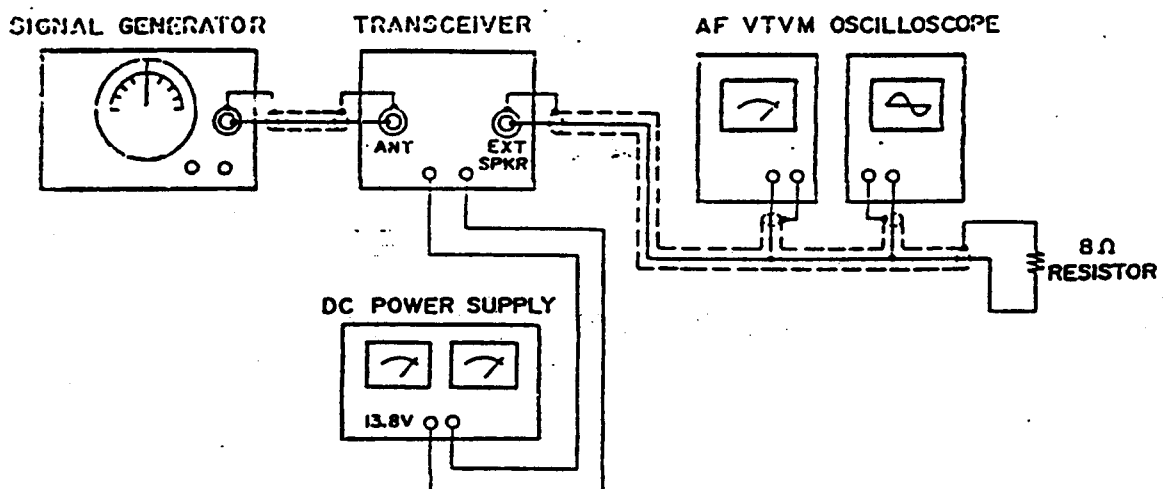 SIGNAL GENERATOR
TRANSCEIVER
AF VTVM OSCILLOSCOPE
ANT
EXT
SPKR
8Ω
RESISTOR
DC POWER SUPPLY
13.8V